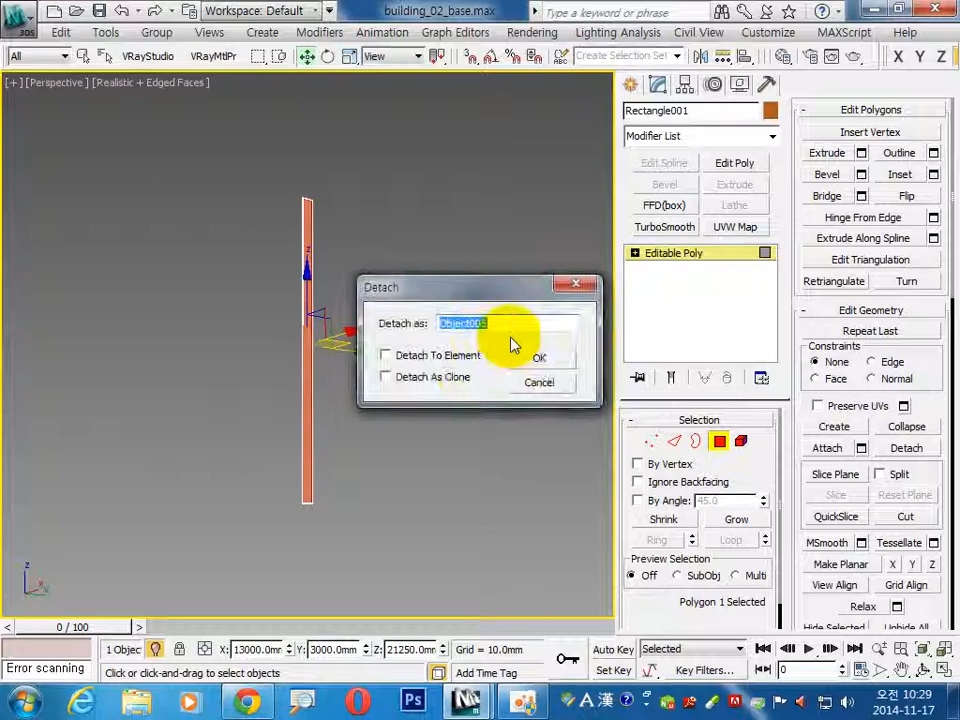 Workspace: Default
building_02_base.max
Type a keyword or phrase
3DS
Edit Tools Group Views Create Modifiers Animation Graph Editors Rendering Lighting Analysis Civil View Customize MAXScript Help
All VRayStudio VRayMtlPr View Create Selection Se X Y Z
[+] [Perspective] [Realistic + Edged Faces]
z
Detach
Detach as: Object005
Detach To Element
Detach As Clone
OK
Cancel
Rectangle001
Modifier List
Edit Spline Edit Poly
Bevel Extrude
FFD(box) Lathe
TurboSmooth UVW Map
Editable Poly
Selection
By Vertex
Ignore Backfacing
By Angle: 45.0
Shrink Grow
Ring Loop
Preview Selection
Off SubObj Multi
Polygon 1 Selected
Edit Polygons
Insert Vertex
Extrude Outline
Bevel Inset
Bridge Flip
Hinge From Edge
Extrude Along Spline
Edit Triangulation
Retriangulate Turn
Edit Geometry
Repeat Last
Constraints
None Edge
Face Normal
Preserve UVs
Create Collapse
Attach Detach
Slice Plane Split
Slice Reset Plane
QuickSlice Cut
MSmooth Tessellate
Make Planar X Y Z
View Align Grid Align
Relax
Hide Selected Unhide All
0 / 100
1 Objec X: 13000.0mr Y: 3000.0mm Z: 21250.0mr Grid = 10.0mm Auto Key Selected
Error scanning Click or click-and-drag to select objects Add Time Tag Set Key Key Filters... 0
Ps
漢
오전 10:29
2014-11-17